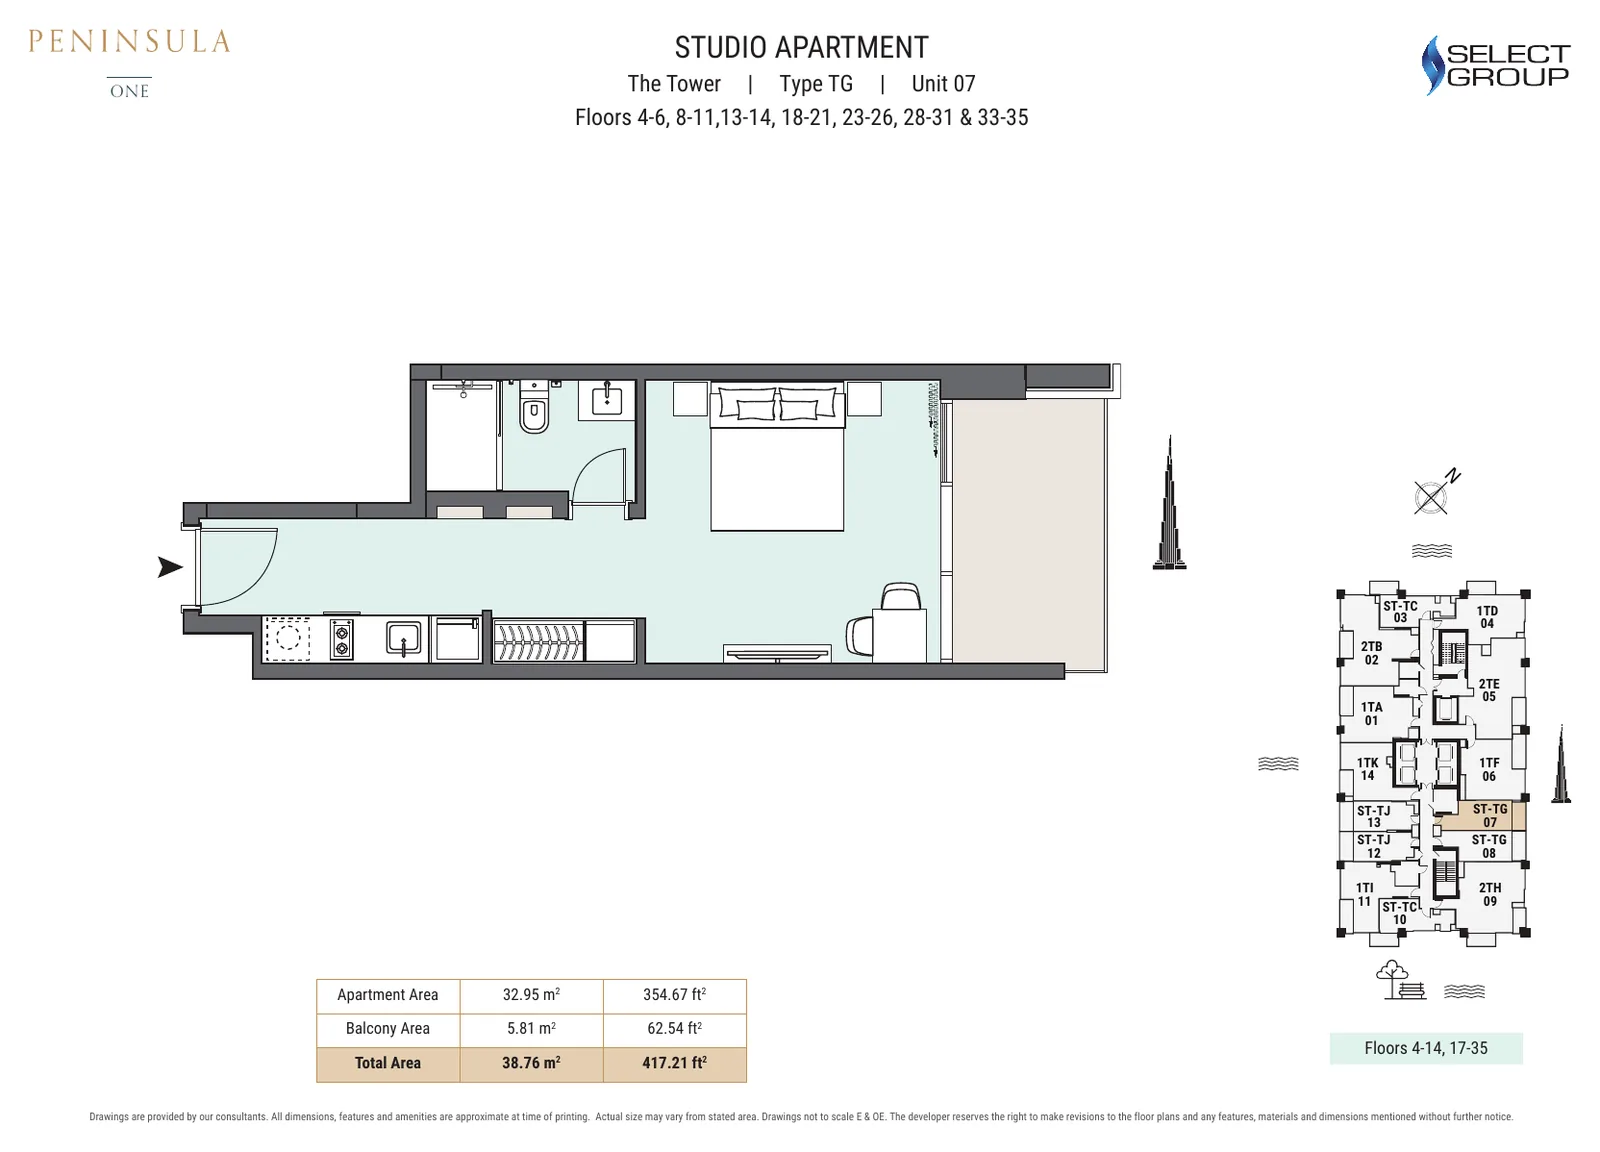 PENINSULA
ONE
STUDIO APARTMENT
The Tower | Type TG | Unit 07
Floors 4-6, 8-11,13-14, 18-21, 23-26, 28-31 & 33-35
SELECT
GROUP
N
ST-TC
03
1TD
04
2TB
02
2TE
05
1TA
01
1TK
14
1TF
06
ST-TJ
13
ST-TG
07
ST-TJ
12
ST-TG
08
1TI
11
2TH
09
ST-TC
10
Floors 4-14, 17-35
Apartment Area 32.95 m² 354.67 ft²
Balcony Area 5.81 m² 62.54 ft²
Total Area 38.76 m² 417.21 ft²
Drawings are provided by our consultants. All dimensions, features and amenities are approximate at time of printing. Actual size may vary from stated area. Drawings not to scale E & OE. The developer reserves the right to make revisions to the floor plans and any features, materials and dimensions mentioned without further notice.